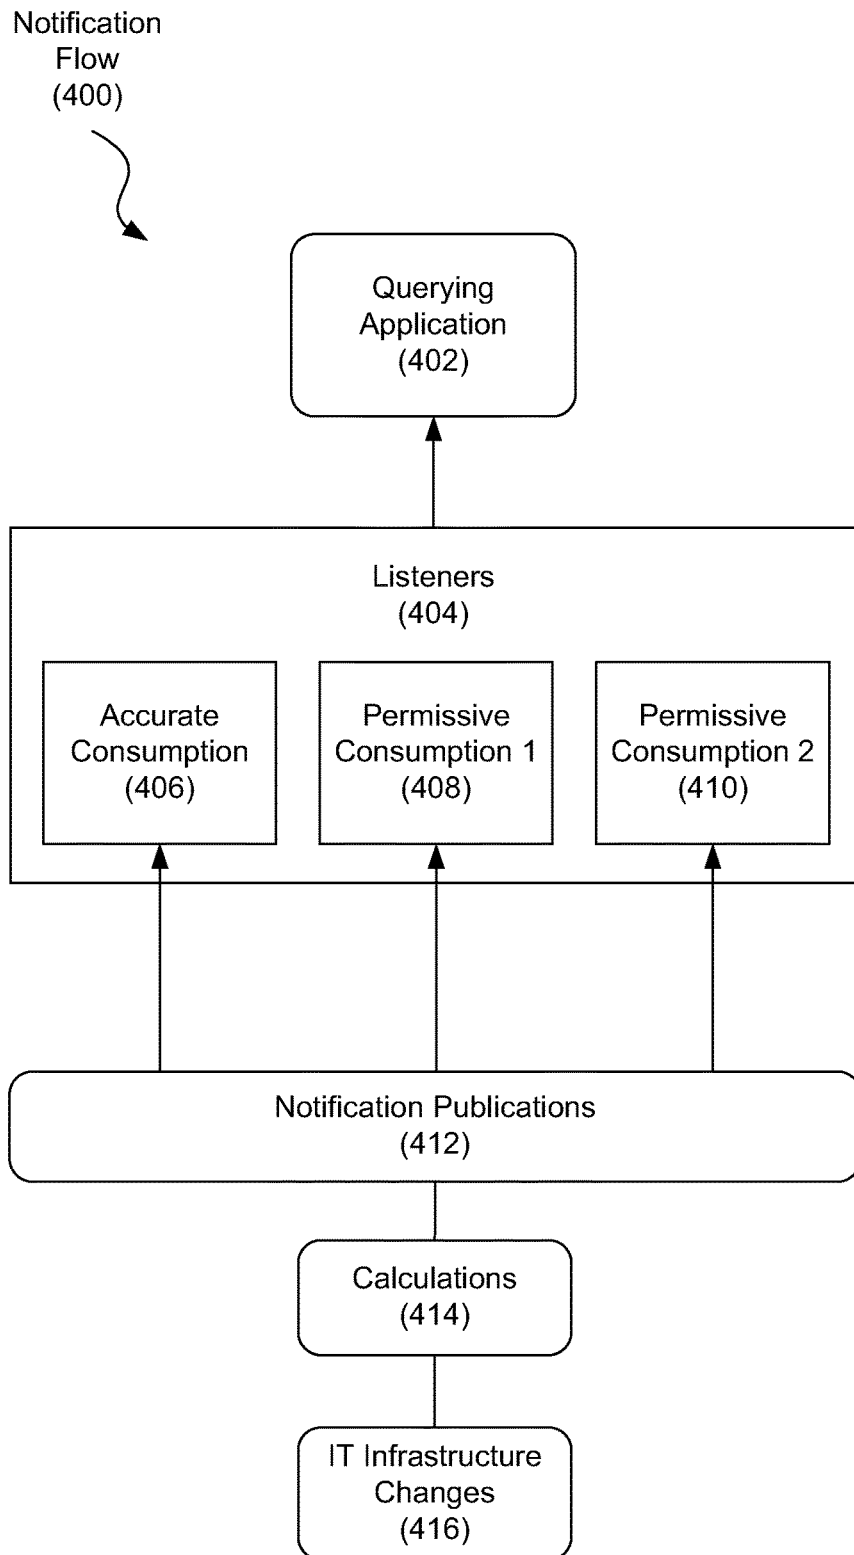 Notification
Flow
(400)
Querying
Application
(402)
Listeners
(404)
Accurate
Consumption
(406)
Permissive
Consumption 1
(408)
Permissive
Consumption 2
(410)
Notification Publications
(412)
Calculations
(414)
IT Infrastructure
Changes
(416)